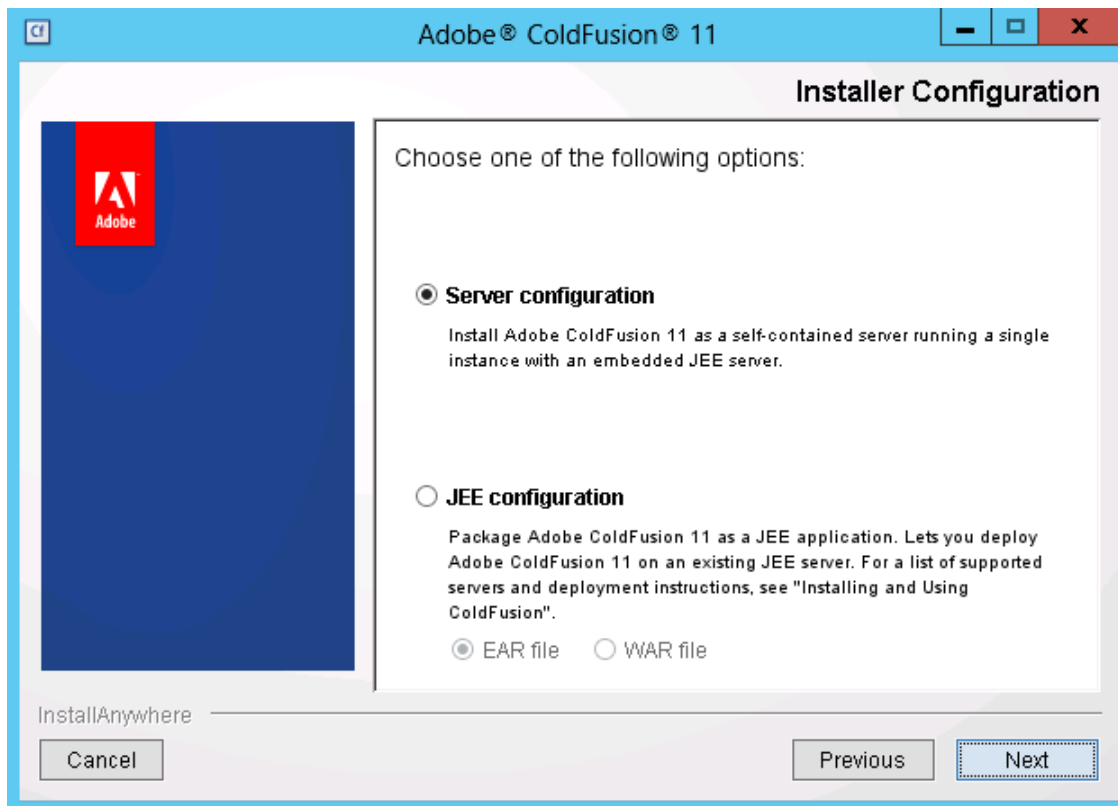 Cf
Adobe® ColdFusion® 11
Installer Configuration
Adobe
Choose one of the following options:
Server configuration
Install Adobe ColdFusion 11 as a self-contained server running a single
instance with an embedded JEE server.
JEE configuration
Package Adobe ColdFusion 11 as a JEE application. Lets you deploy
Adobe ColdFusion 11 on an existing JEE server. For a list of supported
servers and deployment instructions, see "Installing and Using
ColdFusion".
EAR file WAR file
InstallAnywhere
Cancel Previous Next